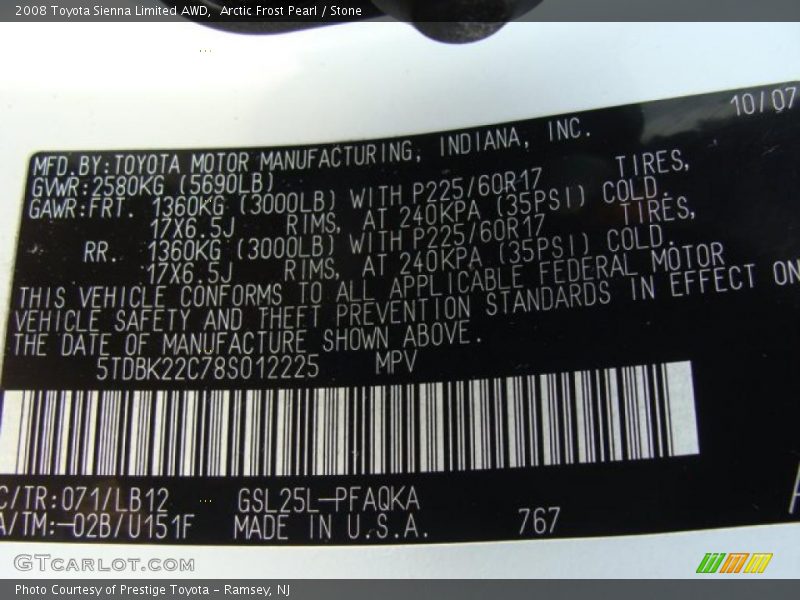 2008 Toyota Sienna Limited AWD,  Arctic Frost Pearl / Stone
10/07
MFD.BY:TOYOTA MOTOR MANUFACTURING, INDIANA, INC.
GVWR:2580KG (5690LB)
GAWR:FRT. 1360KG (3000LB) WITH P225/60R17 TIRES,
17X6.5J RIMS, AT 240KPA (35PSI) COLD.
RR. 1360KG (3000LB) WITH P225/60R17 TIRES,
17X6.5J RIMS, AT 240KPA (35PSI) COLD.
THIS VEHICLE CONFORMS TO ALL APPLICABLE FEDERAL MOTOR
VEHICLE SAFETY AND THEFT PREVENTION STANDARDS IN EFFECT ON
THE DATE OF MANUFACTURE SHOWN ABOVE.
5TDBK22C78S012225 MPV
C/TR:071/LB12 GSL25L-PFAQKA
A/TM:-02B/U151F MADE IN U.S.A. 767
GTCARLOT.COM
Photo Courtesy of Prestige Toyota - Ramsey, NJ